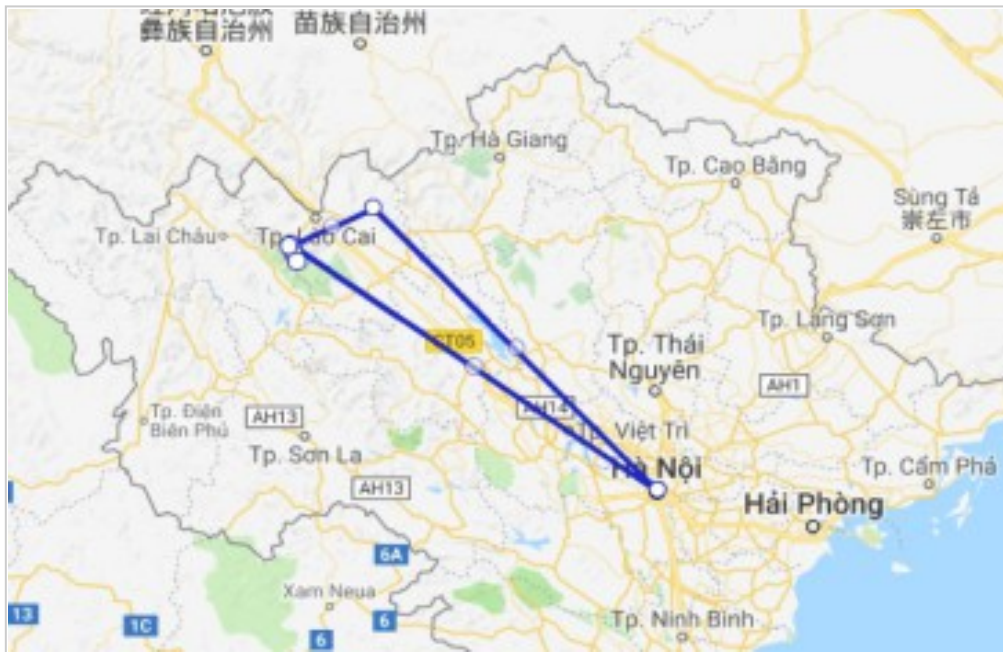 彝族自治州
苗族自治州
Tp. Hà Giang
Tp. Cao Bằng
Sùng Tả
崇左市
Tp. Lai Châu
Tp. Lào Cai
Tp. Lạng Sơn
CT05
Tp. Thái
Nguyên
AH1
Tp. Điện
Biên Phủ
AH13
AH14
Tp. Việt Trì
Tp. Sơn La
Hà Nội
Tp. Cẩm Phả
AH13
Hải Phòng
6A
Xam Neua
13
1C
6
6
Tp. Ninh Bình